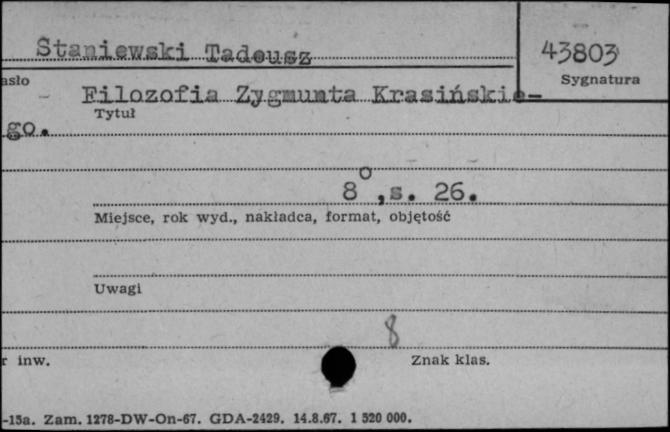 Staniewski Tadeusz
43803
asło
Sygnatura
Filozofia Zygmunta Krasińskie-
Tytuł
go.
8°, s. 26.
Miejsce, rok wyd., nakładca, format, objętość
Uwagi
8
r inw.
Znak klas.
-15a. Zam. 1278-DW-On-67. GDA-2429. 14.8.67. 1 520 000.